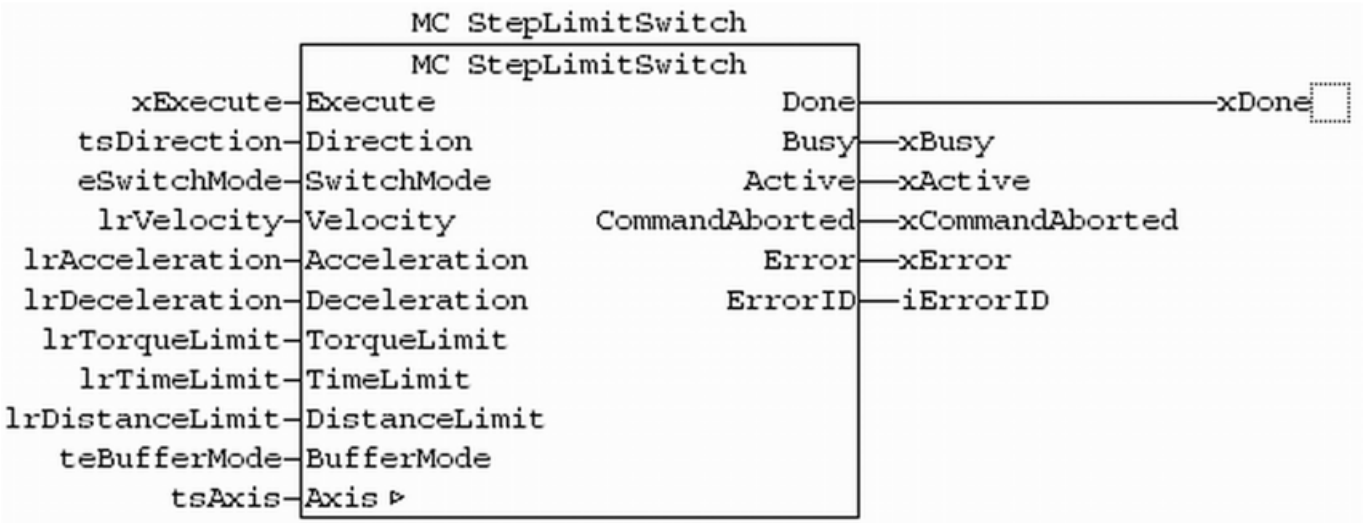 MC StepLimitSwitch
MC StepLimitSwitch
xExecute Execute Done xDone
tsDirection Direction Busy xBusy
eSwitchMode SwitchMode Active xActive
lrVelocity Velocity CommandAborted xCommandAborted
lrAcceleration Acceleration Error xError
lrDeceleration Deceleration ErrorID iErrorID
lrTorqueLimit TorqueLimit
lrTimeLimit TimeLimit
lrDistanceLimit DistanceLimit
teBufferMode BufferMode
tsAxis Axis ▷